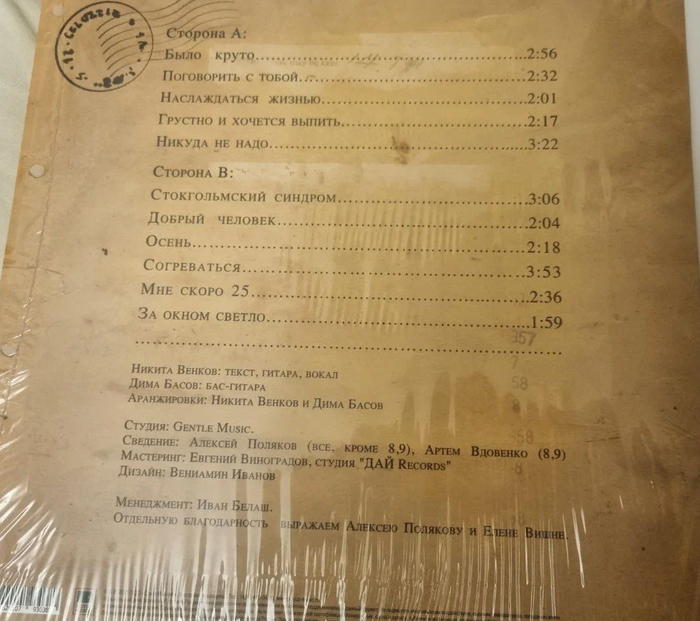 Сторона А:
Было круто 2:56
Поговорить с тобой 2:32
Наслаждаться жизнью 2:01
Грустно и хочется выпить 2:17
Никуда не надо 3:22
Сторона В:
Стокгольмский синдром 3:06
Добрый человек 2:04
Осень 2:18
Согреваться 3:53
Мне скоро 25 2:36
За окном светло 1:59
Никита Венков: текст, гитара, вокал
Дима Басов: бас-гитара
Аранжировки: Никита Венков и Дима Басов
Студия: Gentle Music.
Сведение: Алексей Поляков (все, кроме 8,9), Артем Вдовенко (8,9)
Мастеринг: Евгений Виноградов, студия "ДАЙ Records"
Дизайн: Вениамин Иванов
Менеджмент: Иван Белаш.
Отдельную благодарность выражаем Алексею Полякову и Елене Вишне.